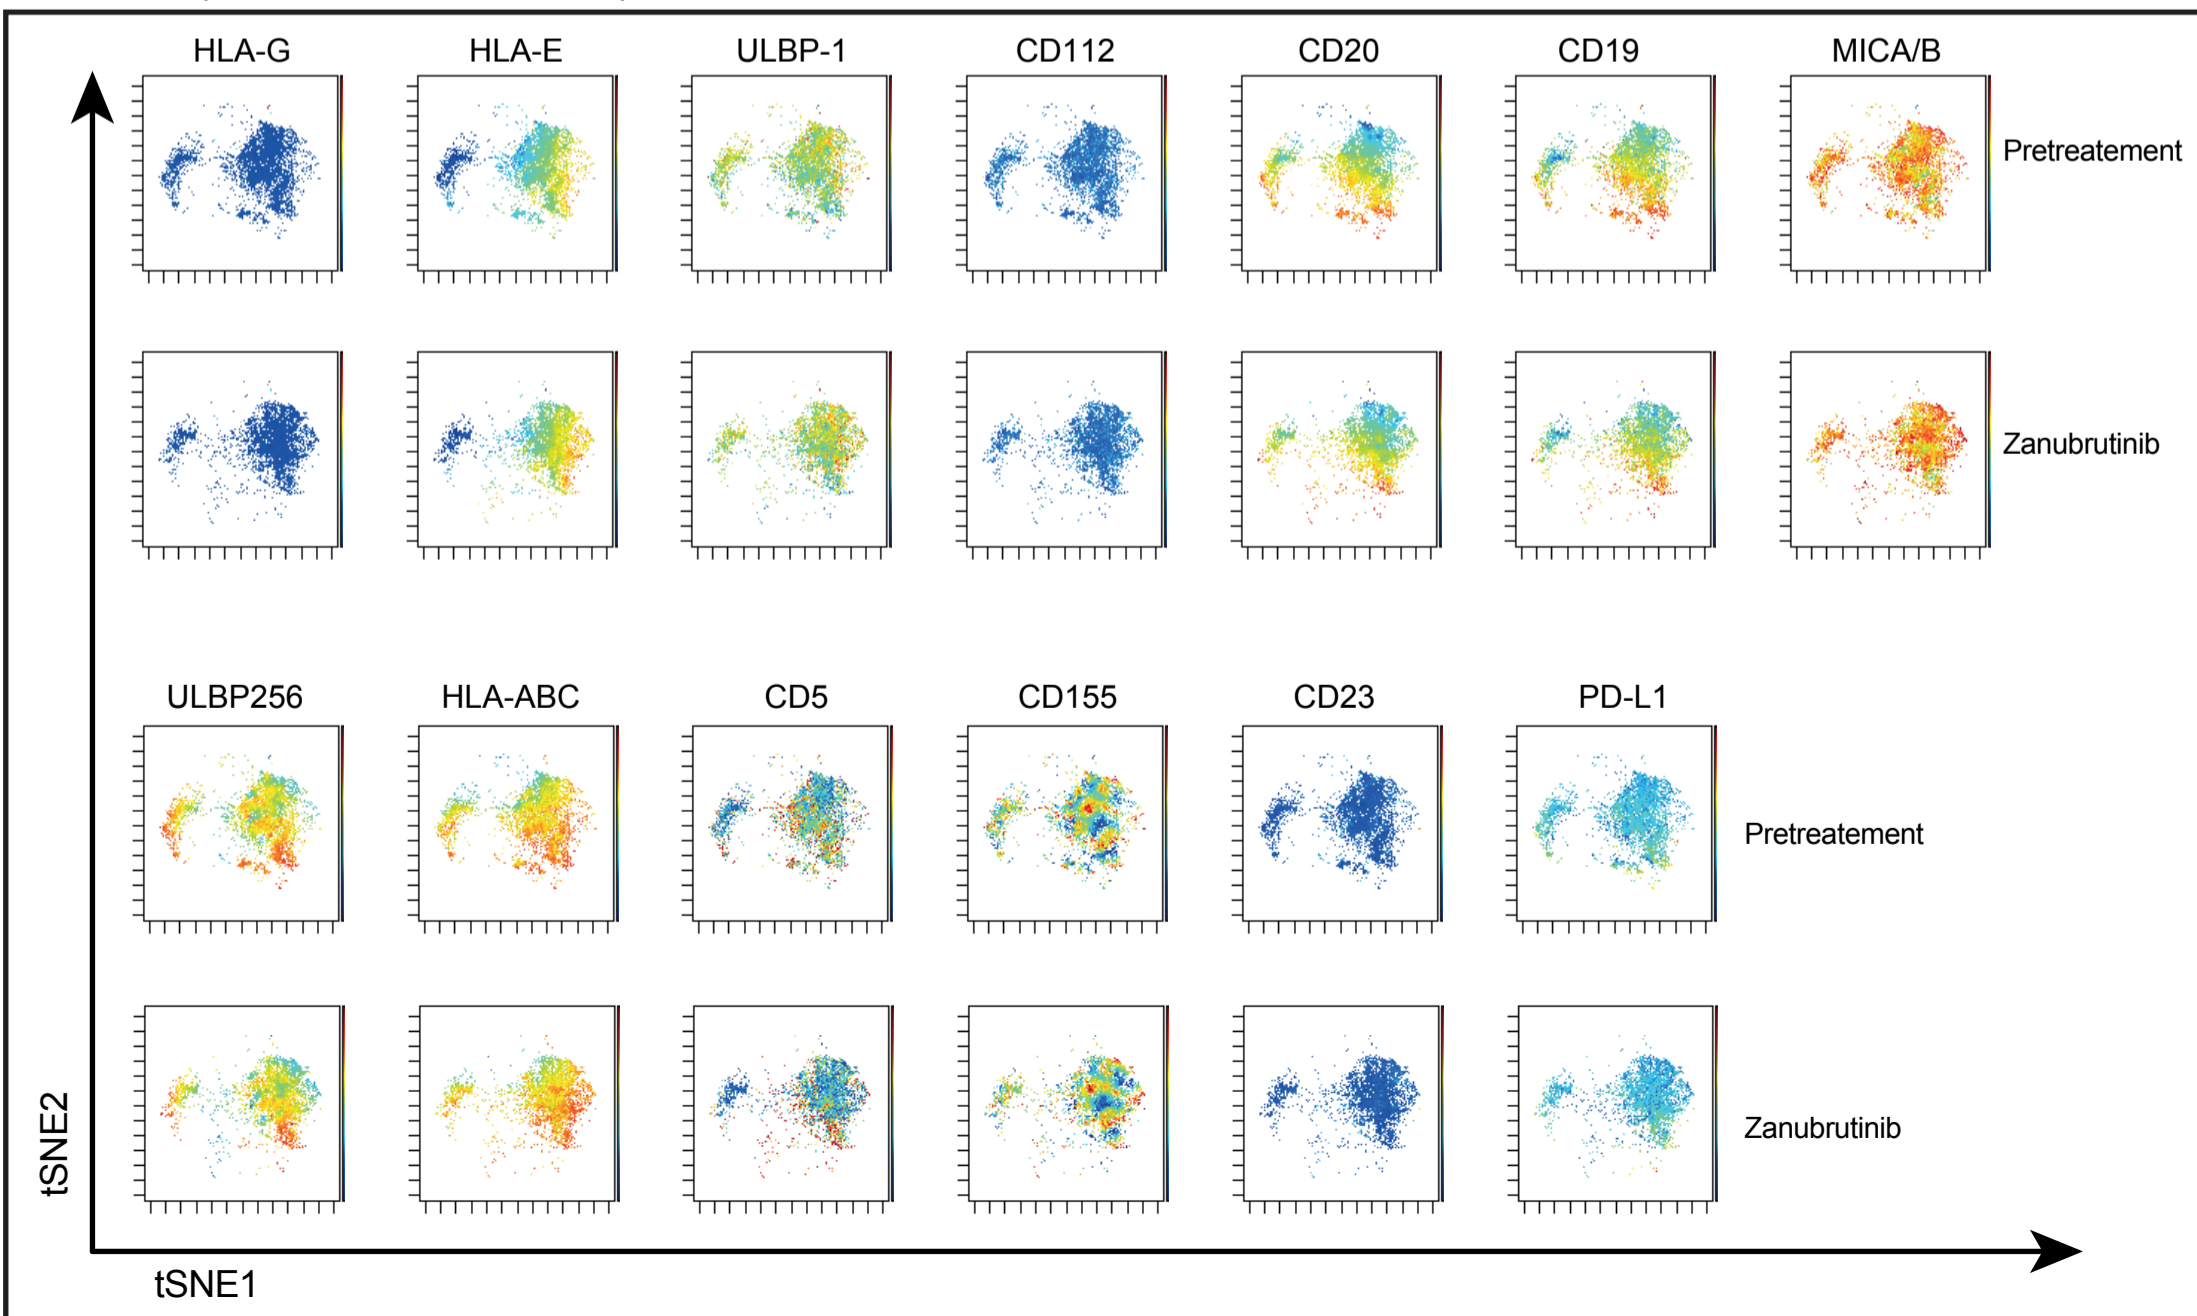 HLA-G HLA-E ULBP-1 CD112 CD20 CD19 MICA/B
Pretreatement
Zanubrutinib
ULBP256 HLA-ABC CD5 CD155 CD23 PD-L1
Pretreatement
Zanubrutinib
tSNE2
tSNE1